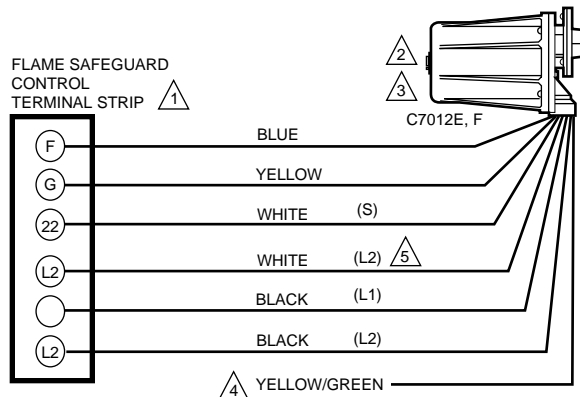 FLAME SAFEGUARD
CONTROL
TERMINAL STRIP 1
2
3
C7012E, F
F BLUE
G YELLOW
22 WHITE (S)
L2 WHITE (L2) 5
BLACK (L1)
L2 BLACK (L2)
4 YELLOW/GREEN